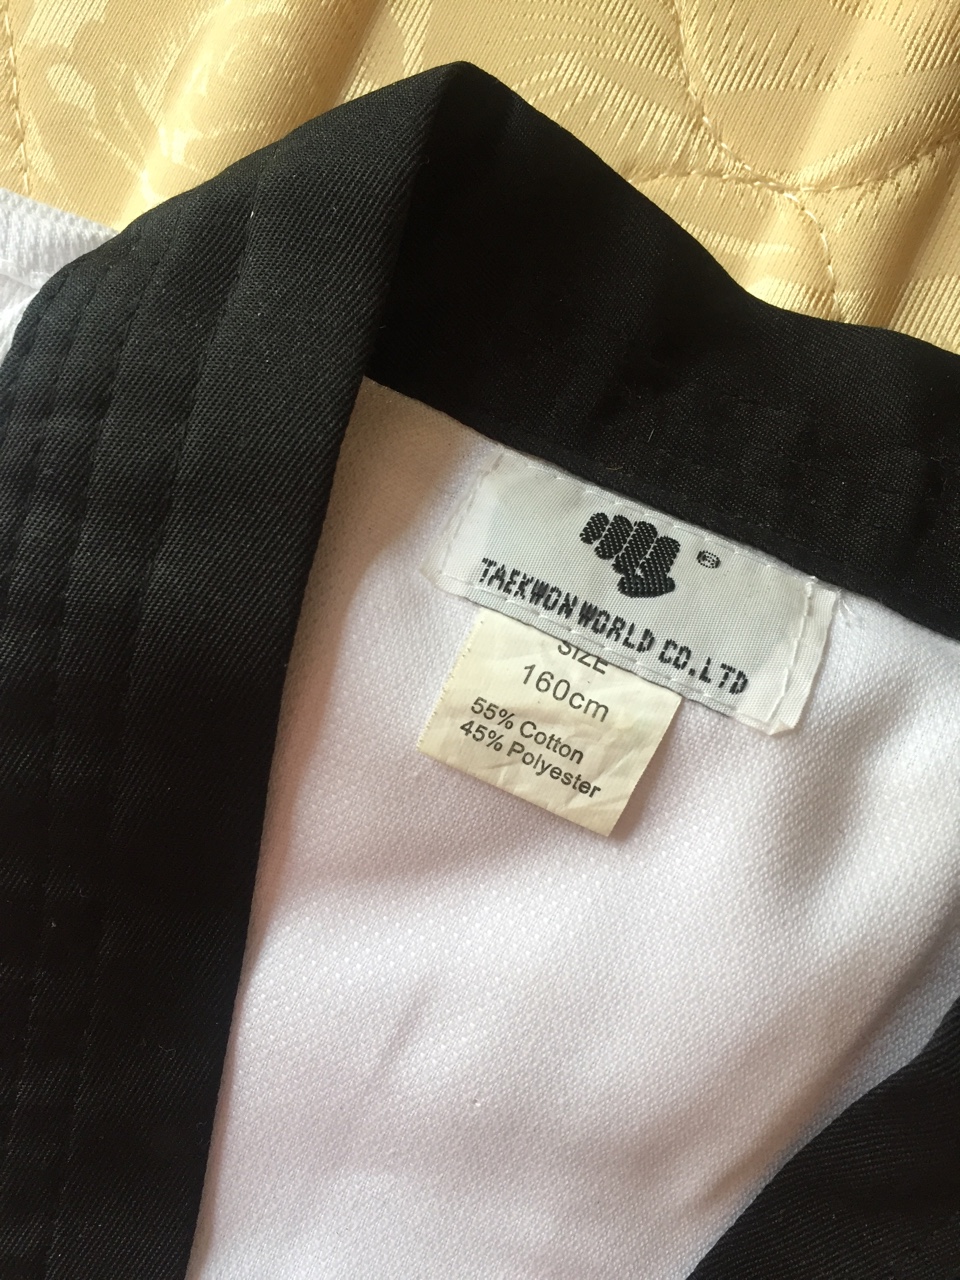 ®
TAEKWON WORLD CO.LTD
SIZE
160cm
55% Cotton
45% Polyester